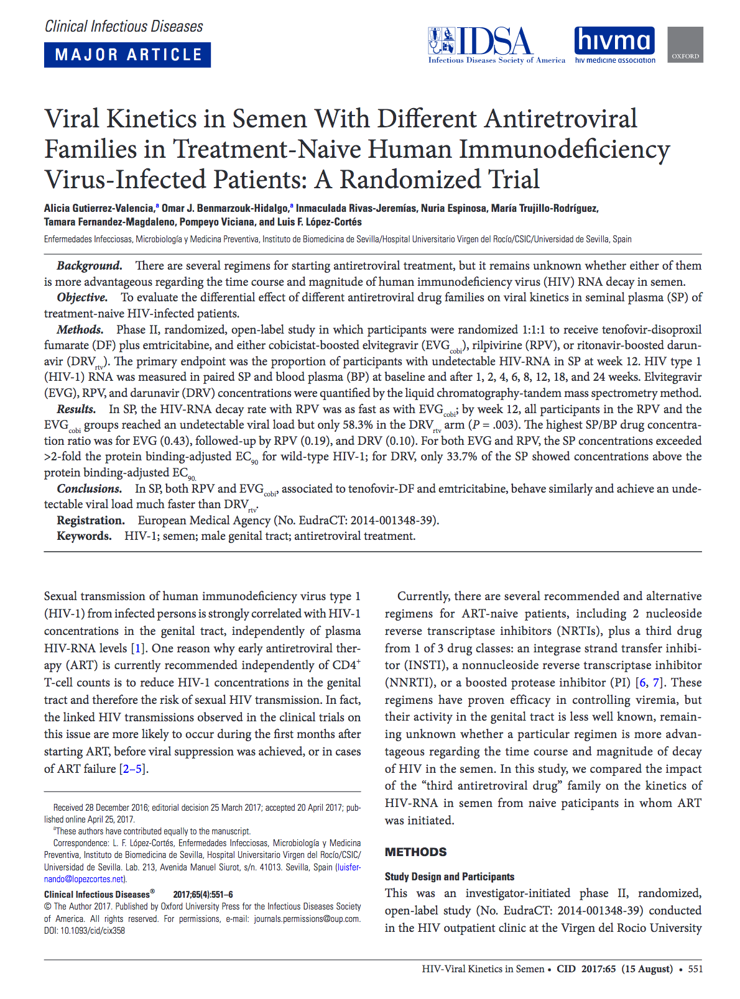 Clinical Infectious Diseases
MAJOR ARTICLE
IDSA
Infectious Diseases Society of America
hivma
hiv medicine association
OXFORD
Viral Kinetics in Semen With Different Antiretroviral
Families in Treatment-Naive Human Immunodeficiency
Virus-Infected Patients: A Randomized Trial
Alicia Gutierrez-Valencia,a Omar J. Benmarzouk-Hidalgo,a Inmaculada Rivas-Jeremías, Nuria Espinosa, María Trujillo-Rodríguez,
Tamara Fernandez-Magdaleno, Pompeyo Viciana, and Luis F. López-Cortés
Enfermedades Infecciosas, Microbiología y Medicina Preventiva, Instituto de Biomedicina de Sevilla/Hospital Universitario Virgen del Rocío/CSIC/Universidad de Sevilla, Spain
Background. There are several regimens for starting antiretroviral treatment, but it remains unknown whether either of them
is more advantageous regarding the time course and magnitude of human immunodeficiency virus (HIV) RNA decay in semen.
Objective. To evaluate the differential effect of different antiretroviral drug families on viral kinetics in seminal plasma (SP) of
treatment-naive HIV-infected patients.
Methods. Phase II, randomized, open-label study in which participants were randomized 1:1:1 to receive tenofovir-disoproxil
fumarate (DF) plus emtricitabine, and either cobicistat-boosted elvitegravir (EVGcobi), rilpivirine (RPV), or ritonavir-boosted darun-
avir (DRVrtv). The primary endpoint was the proportion of participants with undetectable HIV-RNA in SP at week 12. HIV type 1
(HIV-1) RNA was measured in paired SP and blood plasma (BP) at baseline and after 1, 2, 4, 6, 8, 12, 18, and 24 weeks. Elvitegravir
(EVG), RPV, and darunavir (DRV) concentrations were quantified by the liquid chromatography-tandem mass spectrometry method.
Results. In SP, the HIV-RNA decay rate with RPV was as fast as with EVGcobi; by week 12, all participants in the RPV and the
EVGcobi groups reached an undetectable viral load but only 58.3% in the DRVrtv arm (P = .003). The highest SP/BP drug concentra-
tion ratio was for EVG (0.43), followed-up by RPV (0.19), and DRV (0.10). For both EVG and RPV, the SP concentrations exceeded
>2-fold the protein binding-adjusted EC90 for wild-type HIV-1; for DRV, only 33.7% of the SP showed concentrations above the
protein binding-adjusted EC90.
Conclusions. In SP, both RPV and EVGcobi, associated to tenofovir-DF and emtricitabine, behave similarly and achieve an unde-
tectable viral load much faster than DRVrtv.
Registration. European Medical Agency (No. EudraCT: 2014-001348-39).
Keywords. HIV-1; semen; male genital tract; antiretroviral treatment.
Sexual transmission of human immunodeficiency virus type 1
(HIV-1) from infected persons is strongly correlated with HIV-1
concentrations in the genital tract, independently of plasma
HIV-RNA levels [1]. One reason why early antiretroviral ther-
apy (ART) is currently recommended independently of CD4+
T-cell counts is to reduce HIV-1 concentrations in the genital
tract and therefore the risk of sexual HIV transmission. In fact,
the linked HIV transmissions observed in the clinical trials on
this issue are more likely to occur during the first months after
starting ART, before viral suppression was achieved, or in cases
of ART failure [2–5].
Received 28 December 2016; editorial decision 25 March 2017; accepted 20 April 2017; pub-
lished online April 25, 2017.
aThese authors have contributed equally to the manuscript.
Correspondence: L. F. López-Cortés, Enfermedades Infecciosas, Microbiología y Medicina
Preventiva, Instituto de Biomedicina de Sevilla, Hospital Universitario Virgen del Rocío/CSIC/
Universidad de Sevilla. Lab. 213, Avenida Manuel Siurot, s/n. 41013. Sevilla, Spain (luisfer-
nando@lopezcortes.net).
Clinical Infectious Diseases® 2017;65(4):551–6
© The Author 2017. Published by Oxford University Press for the Infectious Diseases Society
of America. All rights reserved. For permissions, e-mail: journals.permissions@oup.com.
DOI: 10.1093/cid/cix358
Currently, there are several recommended and alternative
regimens for ART-naive patients, including 2 nucleoside
reverse transcriptase inhibitors (NRTIs), plus a third drug
from 1 of 3 drug classes: an integrase strand transfer inhibi-
tor (INSTI), a nonnucleoside reverse transcriptase inhibitor
(NNRTI), or a boosted protease inhibitor (PI) [6, 7]. These
regimens have proven efficacy in controlling viremia, but
their activity in the genital tract is less well known, remain-
ing unknown whether a particular regimen is more advan-
tageous regarding the time course and magnitude of decay
of HIV in the semen. In this study, we compared the impact
of the “third antiretroviral drug” family on the kinetics of
HIV-RNA in semen from naive paticipants in whom ART
was initiated.
METHODS
Study Design and Participants
This was an investigator-initiated phase II, randomized,
open-label study (No. EudraCT: 2014-001348-39) conducted
in the HIV outpatient clinic at the Virgen del Rocio University
HIV-Viral Kinetics in Semen • CID 2017:65 (15 August) • 551